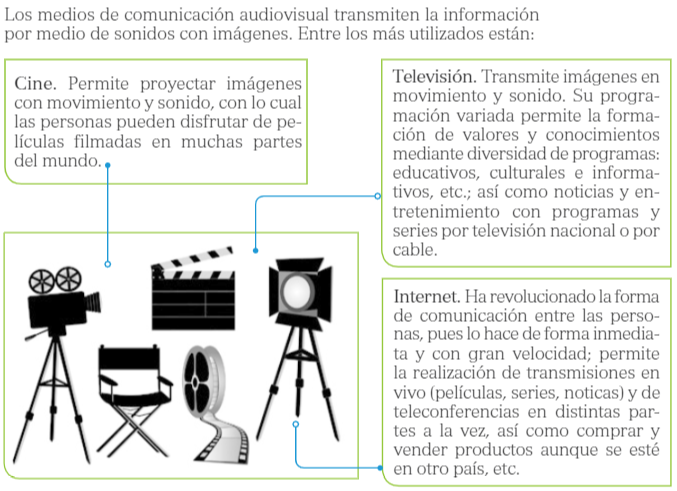 Los medios de comunicación audiovisual transmiten la información
por medio de sonidos con imágenes. Entre los más utilizados están:
Cine. Permite proyectar imágenes
con movimiento y sonido, con lo cual
las personas pueden disfrutar de pe-
lículas filmadas en muchas partes
del mundo.
Televisión. Transmite imágenes en
movimiento y sonido. Su progra-
mación variada permite la forma-
ción de valores y conocimientos
mediante diversidad de programas:
educativos, culturales e informa-
tivos, etc.; así como noticias y en-
tretenimiento con programas y
series por televisión nacional o por
cable.
Internet. Ha revolucionado la forma
de comunicación entre las perso-
nas, pues lo hace de forma inmedia-
ta y con gran velocidad; permite
la realización de transmisiones en
vivo (películas, series, noticas) y de
teleconferencias en distintas par-
tes a la vez, así como comprar y
vender productos aunque se esté
en otro país, etc.